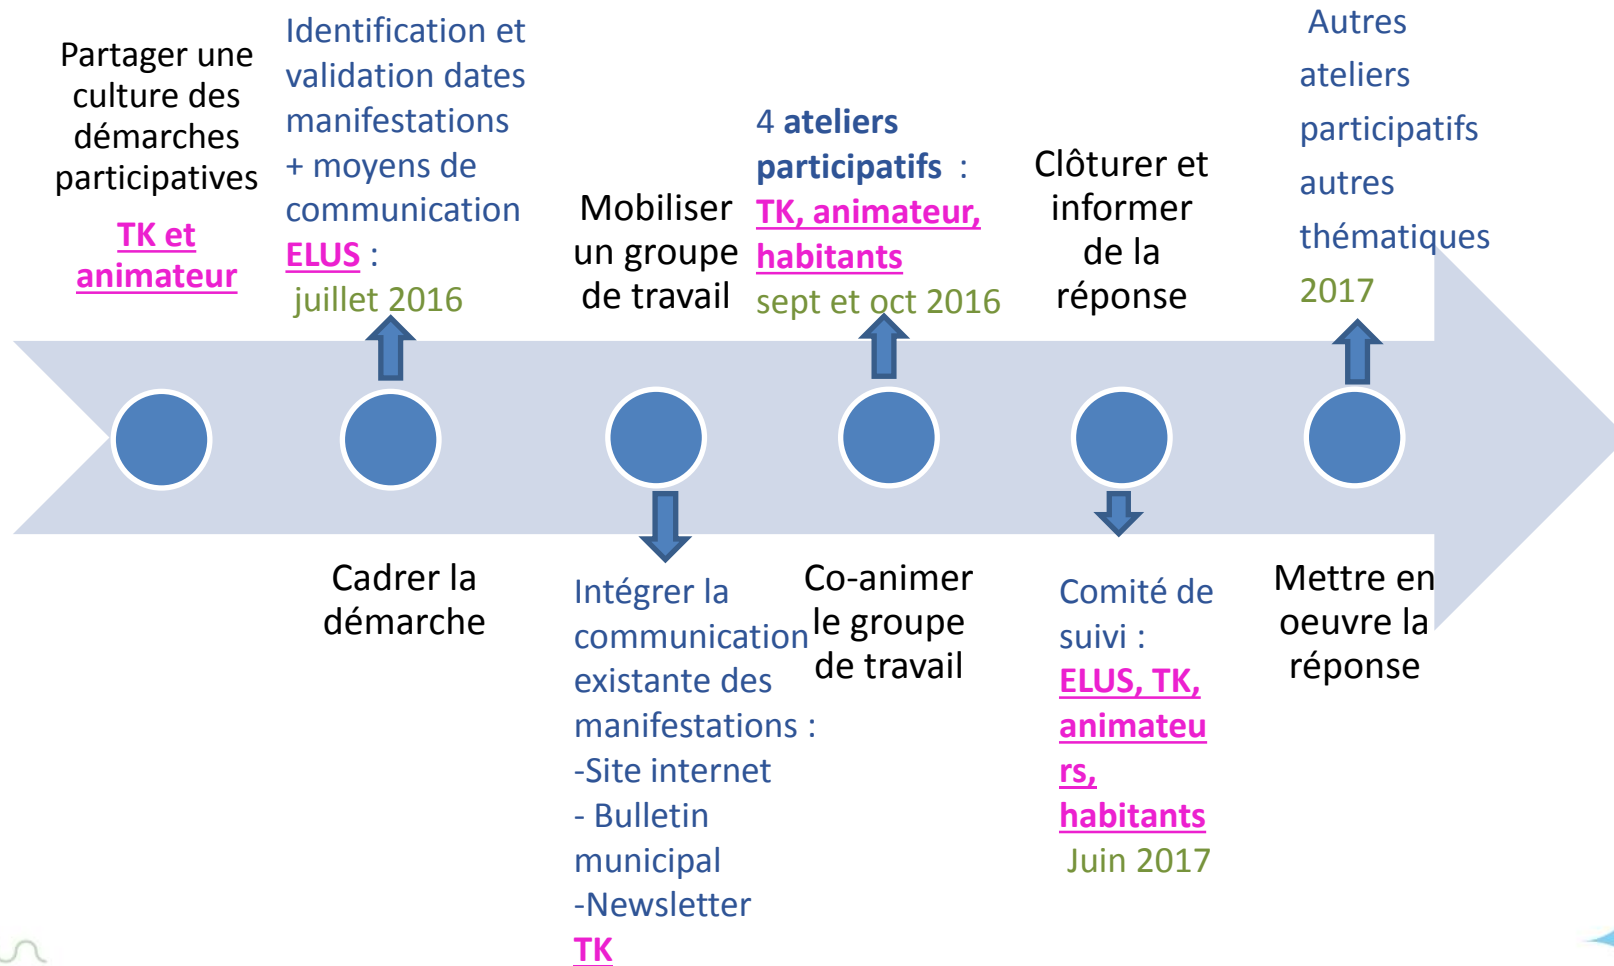 Partager une
culture des
démarches
participatives
TK et
animateur
Identification et
validation dates
manifestations
+ moyens de
communication
ELUS :
juillet 2016
Mobiliser
un groupe
de travail
4 ateliers
participatifs :
TK, animateur,
habitants
sept et oct 2016
Clôturer et
informer
de la
réponse
Autres
ateliers
participatifs
autres
thématiques
2017
Cadrer la
démarche
Intégrer la
communication
existante des
manifestations :
-Site internet
- Bulletin
municipal
-Newsletter
TK
Co-animer
le groupe
de travail
Comité de
suivi :
ELUS, TK,
animateu
rs,
habitants
Juin 2017
Mettre en
oeuvre la
réponse